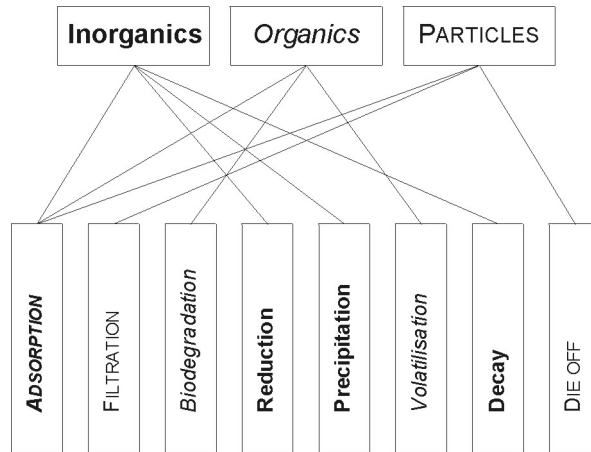 Inorganics
Organics
PARTICLES
ADSORPTION
FILTRATION
Biodegradation
Reduction
Precipitation
Volatilisation
Decay
DIE OFF